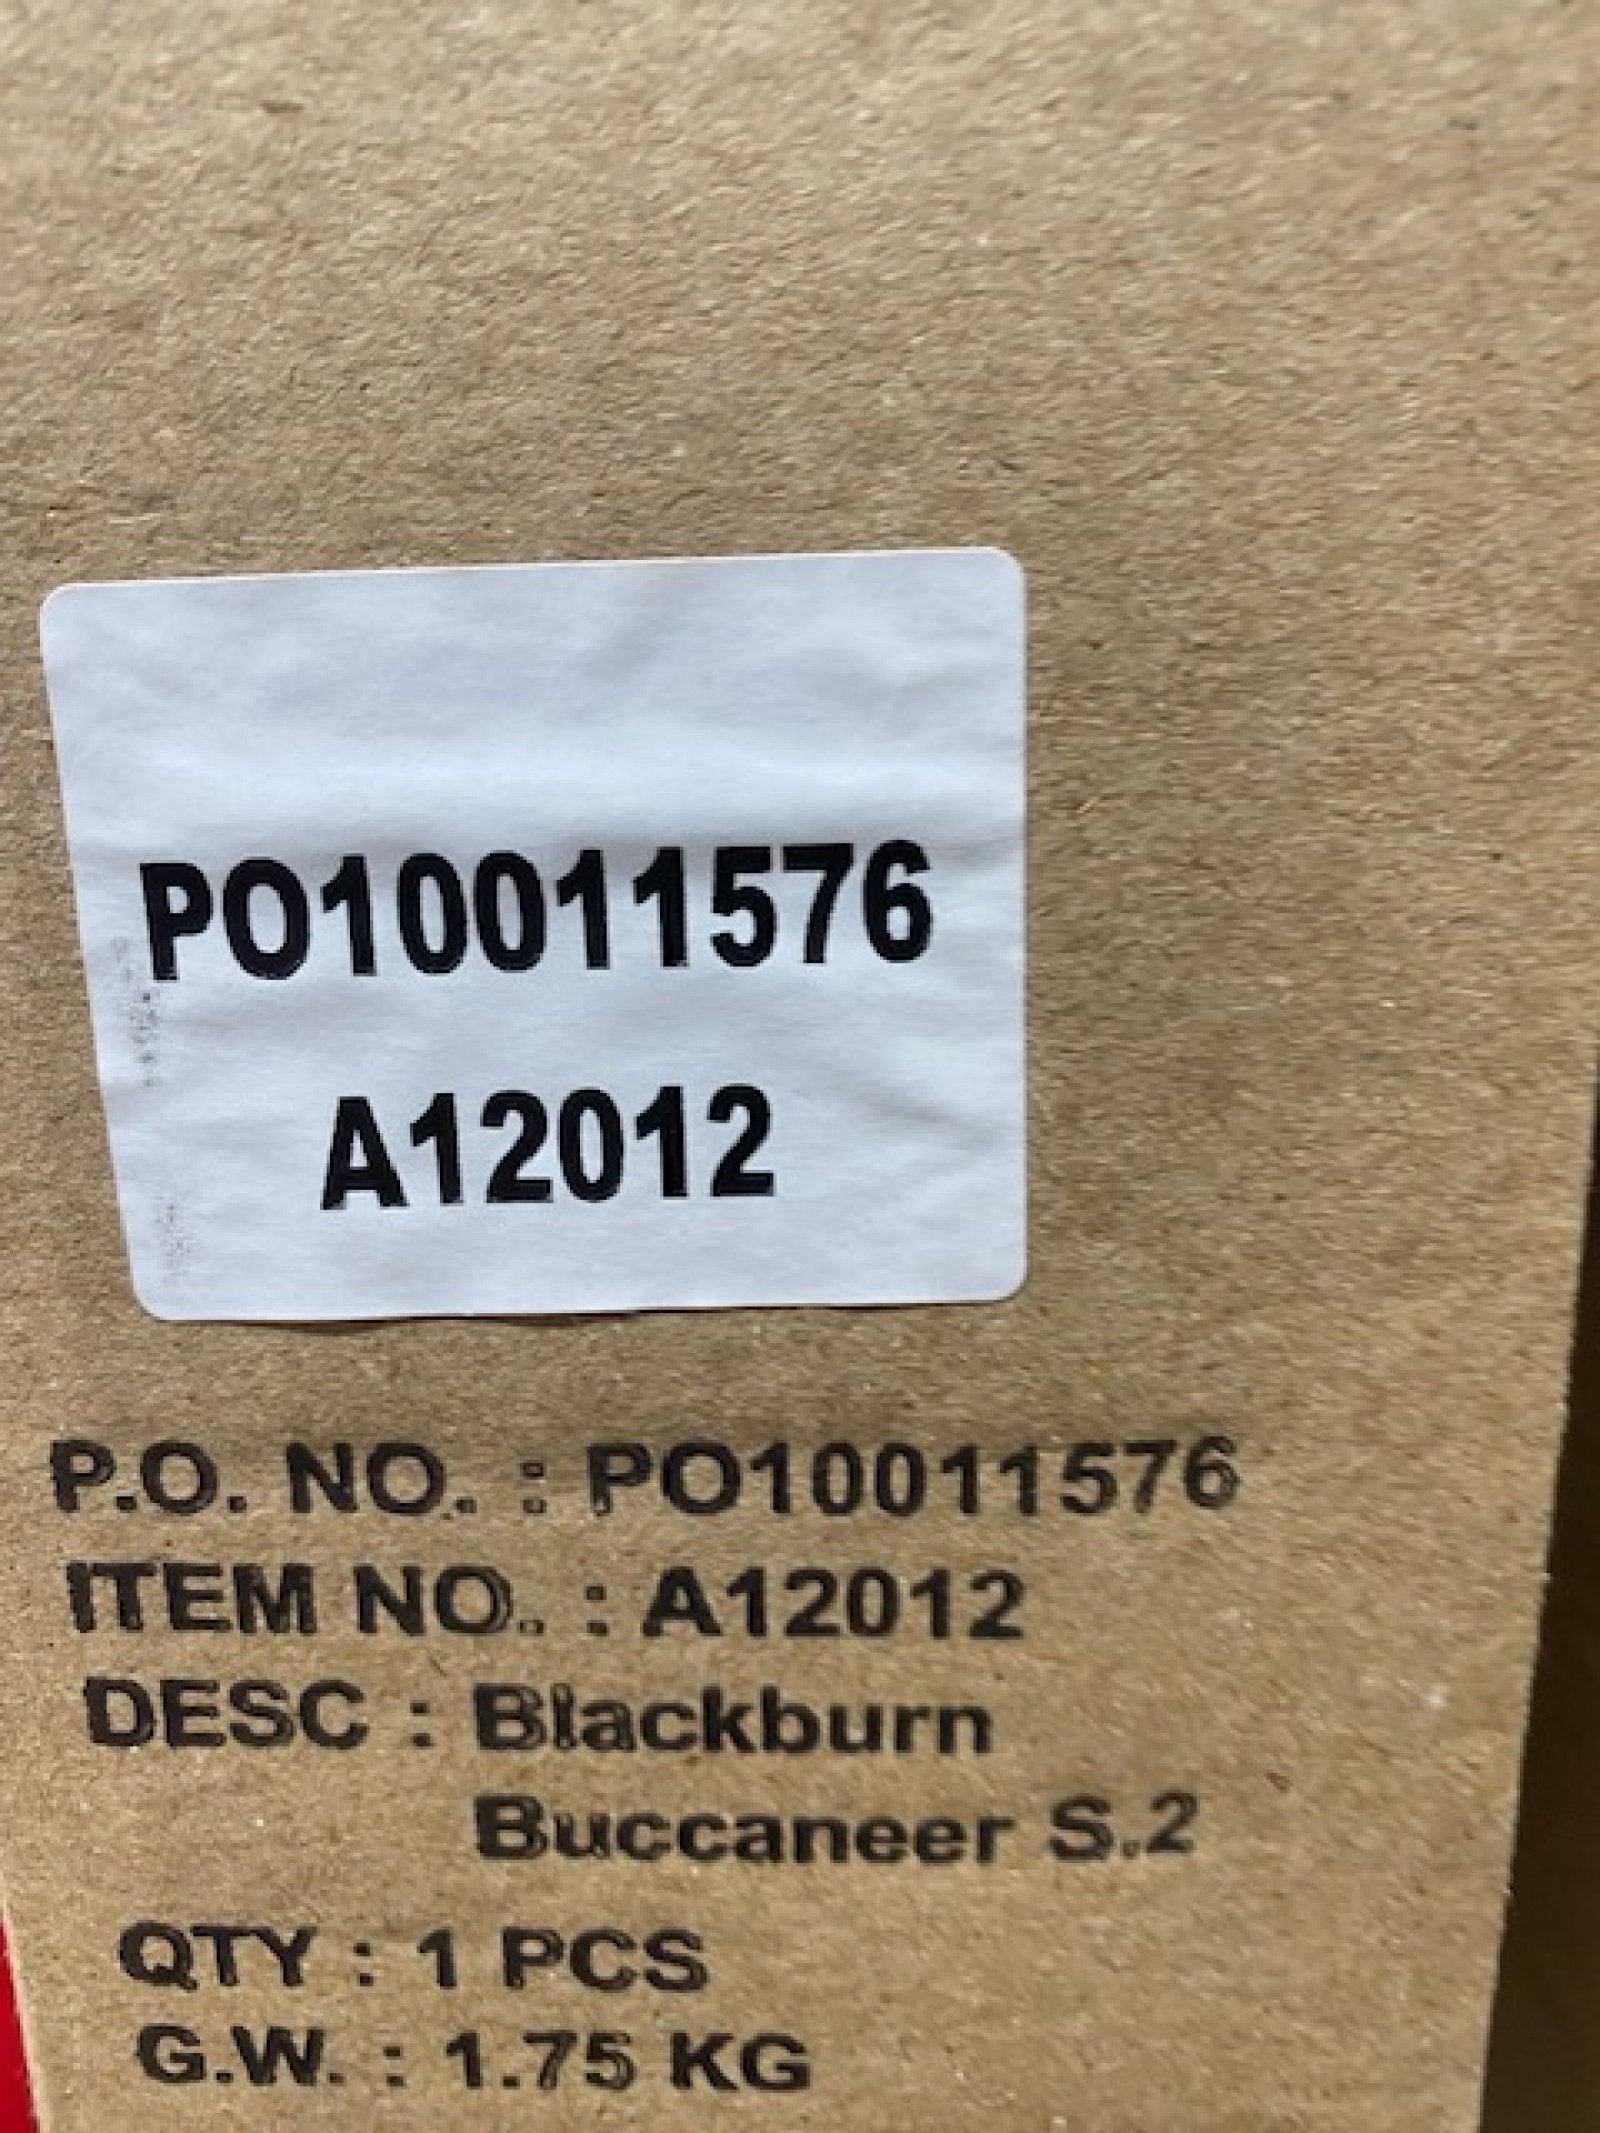 PO10011576
A12012
P.O. NO. : PO10011576
ITEM NO. : A12012
DESC : Blackburn
Buccaneer S.2
QTY : 1 PCS
G.W. : 1.75 KG